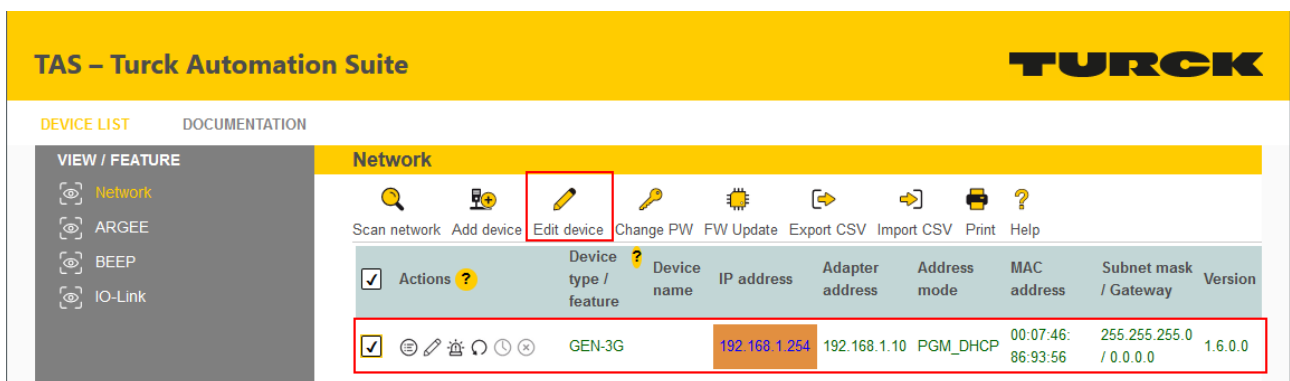 TAS – Turck Automation Suite
TURCK
DEVICE LIST DOCUMENTATION
VIEW / FEATURE
Network
ARGEE
BEEP
IO-Link
Network
?
Scan network Add device Edit device Change PW FW Update Export CSV Import CSV Print Help
Actions ? Device type / feature ? Device name IP address Adapter address Address mode MAC address Subnet mask / Gateway Version
GEN-3G 192.168.1.254 192.168.1.10 PGM_DHCP 00:07:46:86:93:56 255.255.255.0 / 0.0.0.0 1.6.0.0